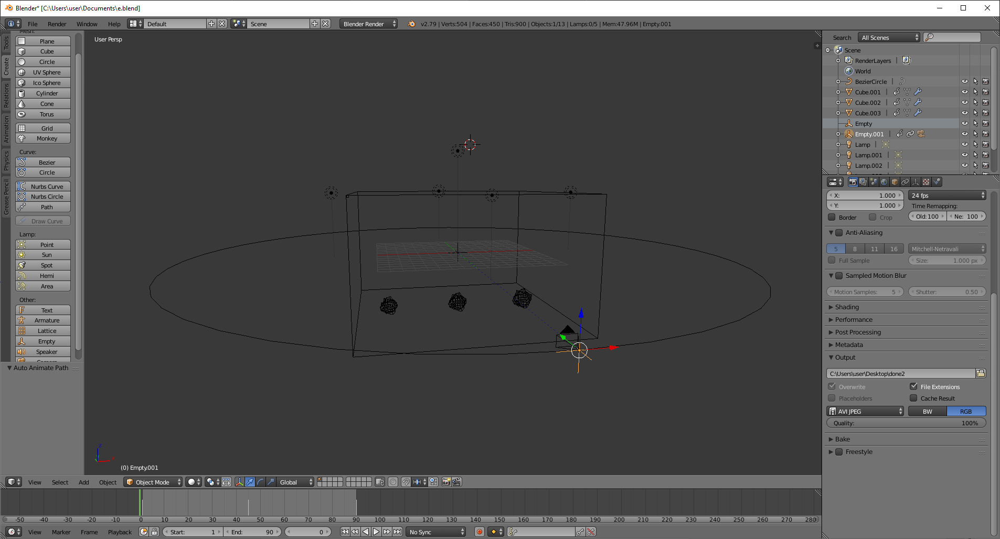 Blender* [C:\Users\user\Documents\e.blend]
File Render Window Help Default Scene Blender Render v2.79 | Verts:504 | Faces:450 | Tris:900 | Objects:1/13 | Lamps:0/5 | Mem:47.96M | Empty.001
Tools
Create
Relations
Animation
Physics
Grease Pencil
Mesh:
Plane
Cube
Circle
UV Sphere
Ico Sphere
Cylinder
Cone
Torus
Grid
Monkey
Curve:
Bezier
Circle
Nurbs Curve
Nurbs Circle
Path
Draw Curve
Lamp:
Point
Sun
Spot
Hemi
Area
Other:
Text
Armature
Lattice
Empty
Speaker
Camera
Auto Animate Path
User Persp
z
(0) Empty.001
View Select Add Object Object Mode Global
-50 -40 -30 -20 -10 0 10 20 30 40 50 60 70 80 90 100 110 120 130 140 150 160 170 180 190 200 210 220 230 240 250 260 270 280
View Marker Frame Playback Start: 1 End: 90 0 No Sync
Search All Scenes
Scene
RenderLayers
World
BezierCircle
Cube.001
Cube.002
Cube.003
Empty
Empty.001
Lamp
Lamp.001
Lamp.002
X: 1.000 24 fps
Y: 1.000 Time Remapping:
Border Crop Old: 100 Ne: 100
Anti-Aliasing
5 8 11 16 Mitchell-Netravali
Full Sample Size: 1.000 px
Sampled Motion Blur
Motion Samples: 5 Shutter: 0.50
Shading
Performance
Post Processing
Metadata
Output
C:\Users\user\Desktop\done2
Overwrite File Extensions
Placeholders Cache Result
AVI JPEG BW RGB
Quality: 100%
Bake
Freestyle